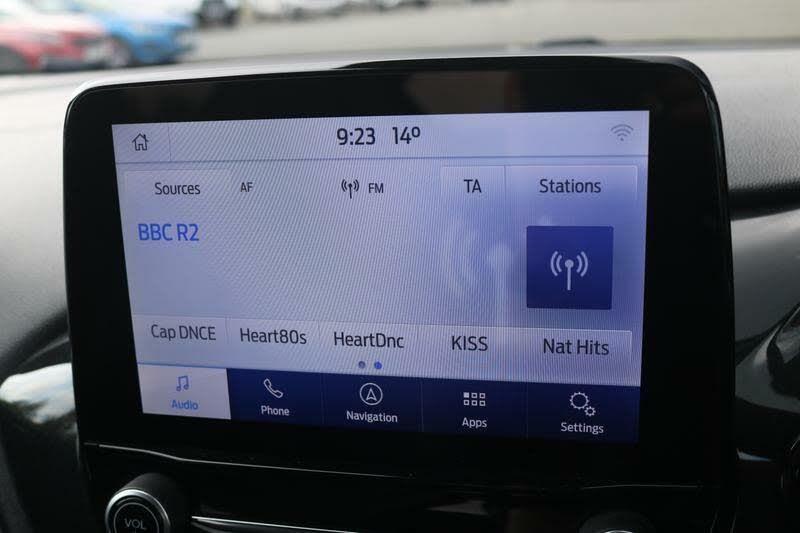 9:23 14º
Sources AF FM TA Stations
BBC R2
Cap DNCE Heart80s HeartDnc KISS Nat Hits
Audio Phone Navigation Apps Settings
VOL